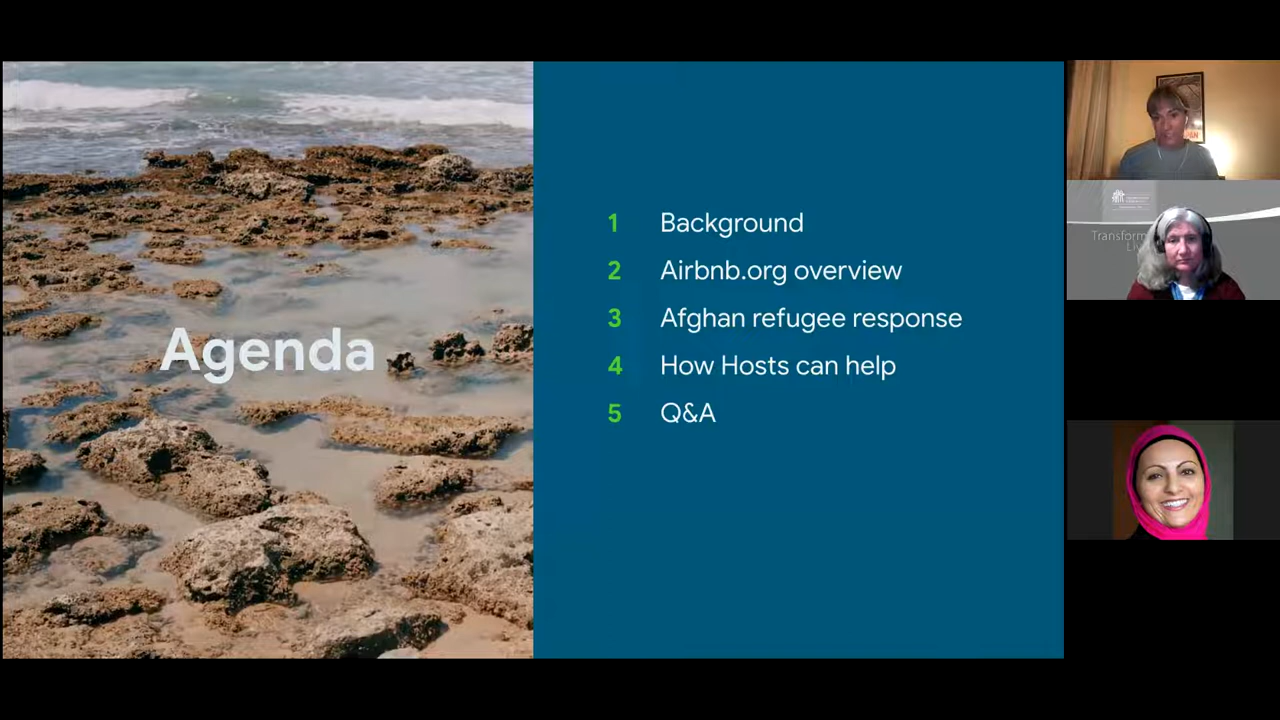 Agenda
1 Background
2 Airbnb.org overview
3 Afghan refugee response
4 How Hosts can help
5 Q&A